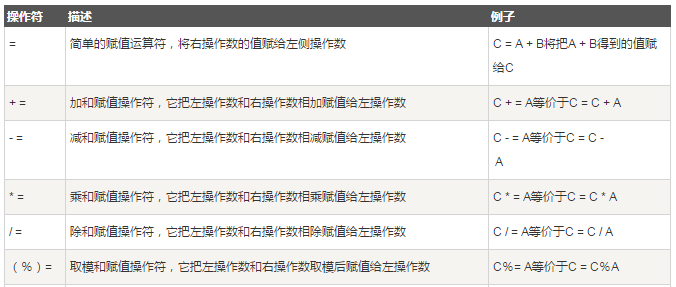 操作符 描述 例子
= 简单的赋值运算符，将右操作数的值赋给左侧操作数 C = A + B将把A + B得到的值赋
给C
+ = 加和赋值操作符，它把左操作数和右操作数相加赋值给左操作数 C + = A等价于C = C + A
- = 减和赋值操作符，它把左操作数和右操作数相减赋值给左操作数 C - = A等价于C = C -
A
* = 乘和赋值操作符，它把左操作数和右操作数相乘赋值给左操作数 C * = A等价于C = C * A
/ = 除和赋值操作符，它把左操作数和右操作数相除赋值给左操作数 C / = A等价于C = C / A
（％）= 取模和赋值操作符，它把左操作数和右操作数取模后赋值给左操作数 C％= A等价于C = C％A